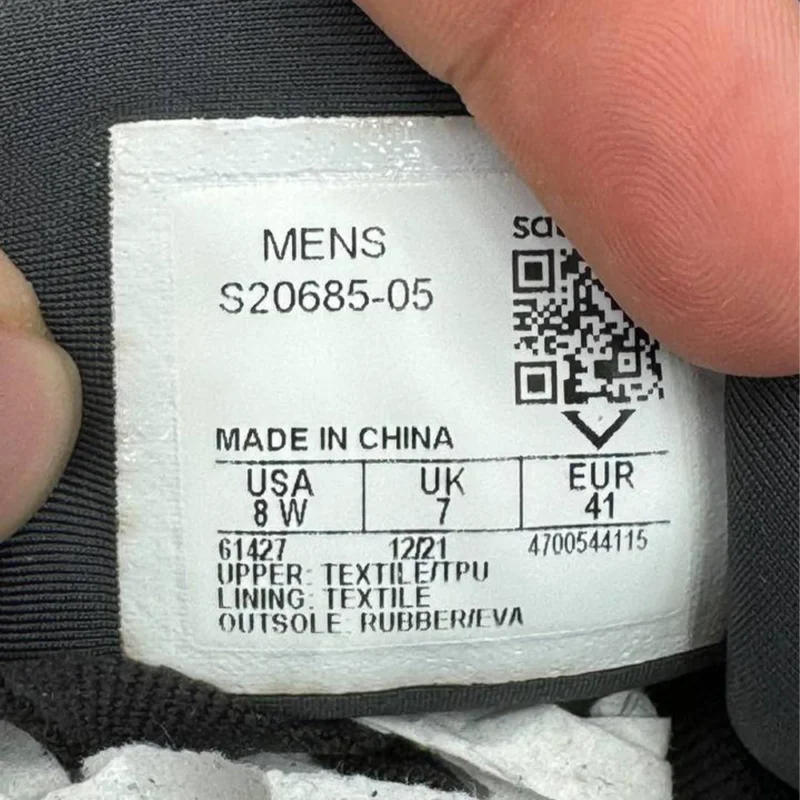 MENS
S20685-05
MADE IN CHINA
USA UK EUR
8 W 7 41
61427 12/21 4700544115
UPPER: TEXTILE/TPU
LINING: TEXTILE
OUTSOLE: RUBBER/EVA